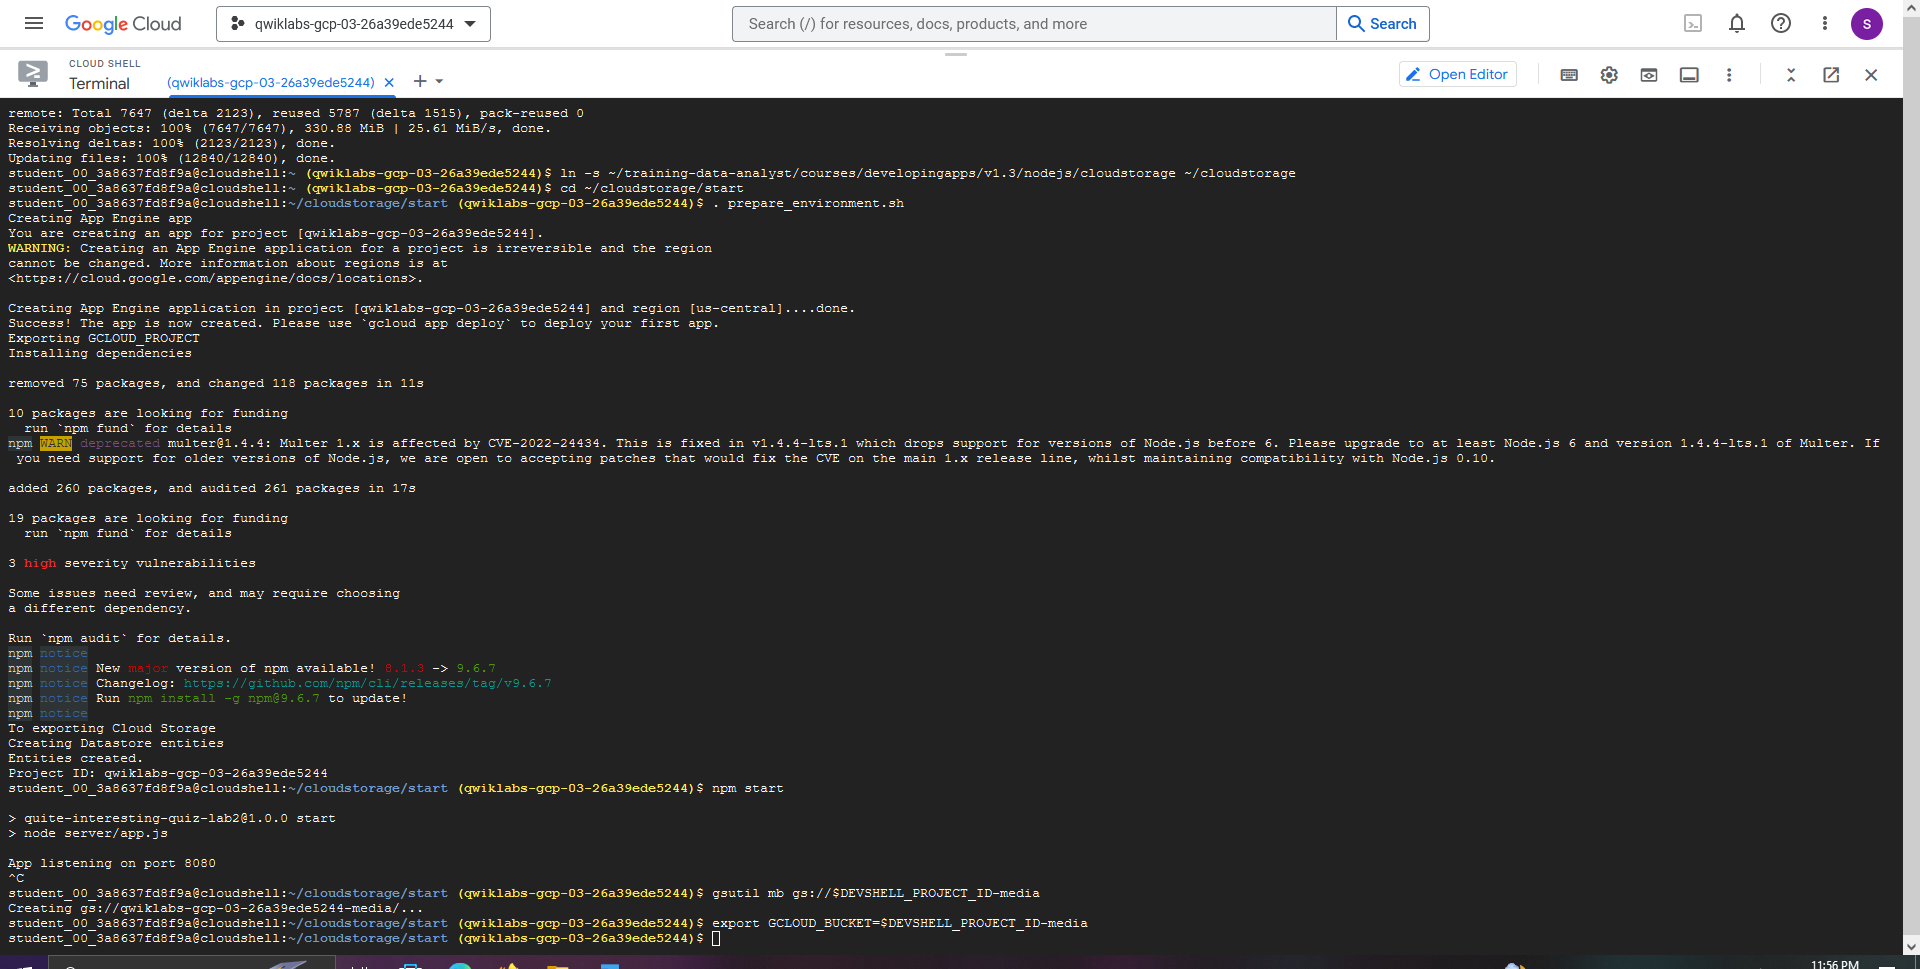 Google Cloud
qwiklabs-gcp-03-26a39ede5244
Search (/) for resources, docs, products, and more
Search
S
CLOUD SHELL
Terminal
(qwiklabs-gcp-03-26a39ede5244)
Open Editor
remote: Total 7647 (delta 2123), reused 5787 (delta 1515), pack-reused 0
Receiving objects: 100% (7647/7647), 330.88 MiB | 25.61 MiB/s, done.
Resolving deltas: 100% (2123/2123), done.
Updating files: 100% (12840/12840), done.
student_00_3a8637fd8f9a@cloudshell:~ (qwiklabs-gcp-03-26a39ede5244)$ ln -s ~/training-data-analyst/courses/developingapps/v1.3/nodejs/cloudstorage ~/cloudstorage
student_00_3a8637fd8f9a@cloudshell:~ (qwiklabs-gcp-03-26a39ede5244)$ cd ~/cloudstorage/start
student_00_3a8637fd8f9a@cloudshell:~/cloudstorage/start (qwiklabs-gcp-03-26a39ede5244)$ . prepare_environment.sh
Creating App Engine app
You are creating an app for project [qwiklabs-gcp-03-26a39ede5244].
WARNING: Creating an App Engine application for a project is irreversible and the region
cannot be changed. More information about regions is at
<https://cloud.google.com/appengine/docs/locations>.
Creating App Engine application in project [qwiklabs-gcp-03-26a39ede5244] and region [us-central]....done.
Success! The app is now created. Please use `gcloud app deploy` to deploy your first app.
Exporting GCLOUD_PROJECT
Installing dependencies
removed 75 packages, and changed 118 packages in 11s
10 packages are looking for funding
run `npm fund` for details
npm WARN deprecated multer@1.4.4: Multer 1.x is affected by CVE-2022-24434. This is fixed in v1.4.4-lts.1 which drops support for versions of Node.js before 6. Please upgrade to at least Node.js 6 and version 1.4.4-lts.1 of Multer. If
you need support for older versions of Node.js, we are open to accepting patches that would fix the CVE on the main 1.x release line, whilst maintaining compatibility with Node.js 0.10.
added 260 packages, and audited 261 packages in 17s
19 packages are looking for funding
run `npm fund` for details
3 high severity vulnerabilities
Some issues need review, and may require choosing
a different dependency.
Run `npm audit` for details.
npm notice
npm notice New major version of npm available! 8.1.3 -> 9.6.7
npm notice Changelog: https://github.com/npm/cli/releases/tag/v9.6.7
npm notice Run npm install -g npm@9.6.7 to update!
npm notice
To exporting Cloud Storage
Creating Datastore entities
Entities created.
Project ID: qwiklabs-gcp-03-26a39ede5244
student_00_3a8637fd8f9a@cloudshell:~/cloudstorage/start (qwiklabs-gcp-03-26a39ede5244)$ npm start
> quite-interesting-quiz-lab2@1.0.0 start
> node server/app.js
App listening on port 8080
^C
student_00_3a8637fd8f9a@cloudshell:~/cloudstorage/start (qwiklabs-gcp-03-26a39ede5244)$ gsutil mb gs://$DEVSHELL_PROJECT_ID-media
Creating gs://qwiklabs-gcp-03-26a39ede5244-media/...
student_00_3a8637fd8f9a@cloudshell:~/cloudstorage/start (qwiklabs-gcp-03-26a39ede5244)$ export GCLOUD_BUCKET=$DEVSHELL_PROJECT_ID-media
student_00_3a8637fd8f9a@cloudshell:~/cloudstorage/start (qwiklabs-gcp-03-26a39ede5244)$
11:56 PM